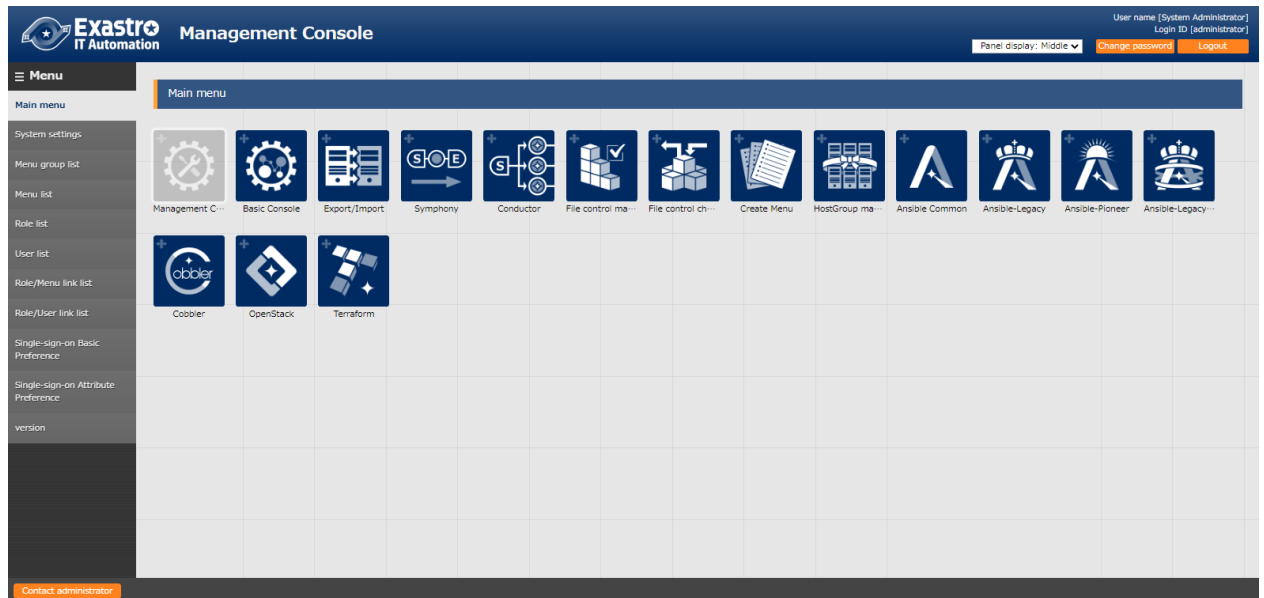 Exastro
IT Automation
Management Console
User name [System Administrator]
Login ID [administrator]
Panel display: Middle
Change password
Logout
Menu
Main menu
System settings
Menu group list
Menu list
Role list
User list
Role/Menu link list
Role/User link list
Single-sign-on Basic
Preference
Single-sign-on Attribute
Preference
version
Main menu
S O E
S
Management C···
Basic Console
Export/Import
Symphony
Conductor
File control ma···
File control ch···
Create Menu
HostGroup ma···
Ansible Common
Ansible-Legacy
Ansible-Pioneer
Ansible-Legacy···
Cobbler
Cobbler
OpenStack
Terraform
Contact administrator